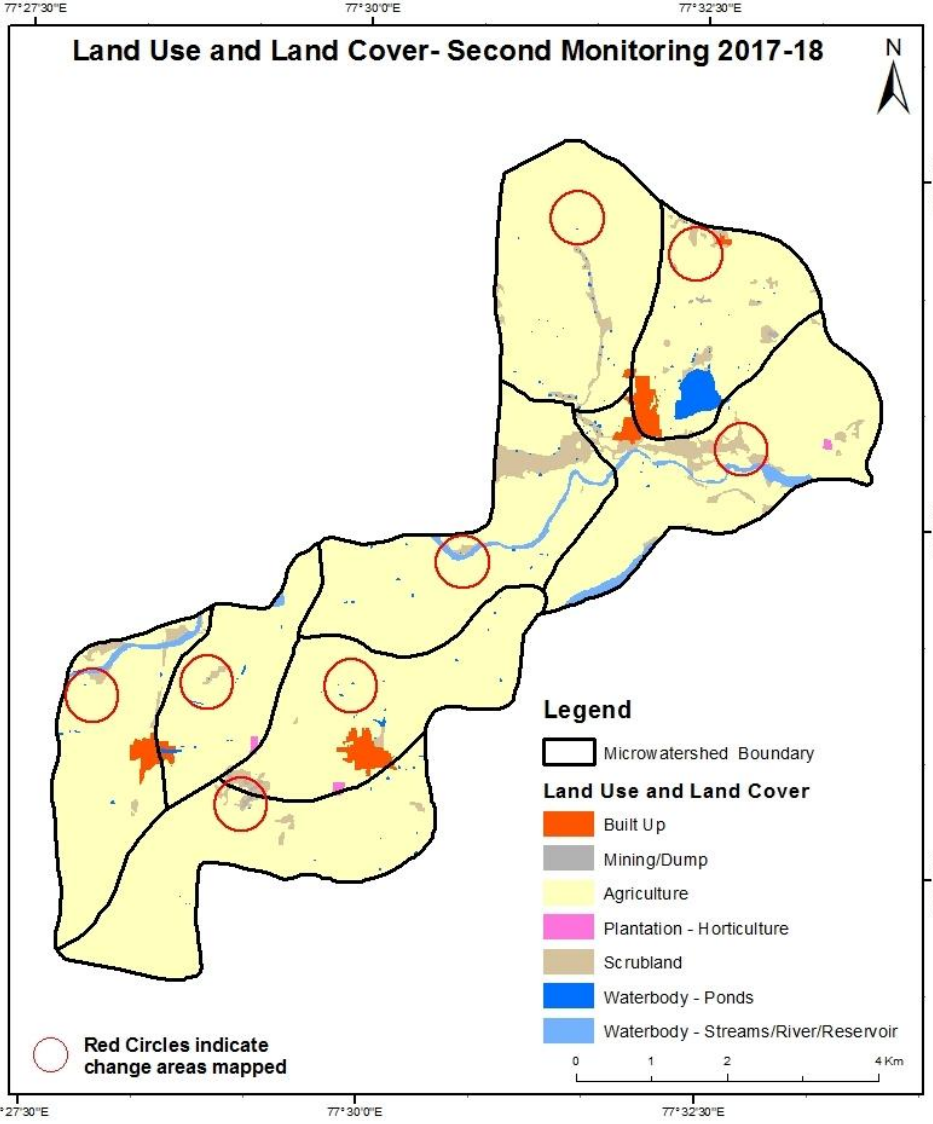 77°27'30"E 77°30'0"E 77°32'30"E
Land Use and Land Cover- Second Monitoring 2017-18
N
Legend
Microwatershed Boundary
Land Use and Land Cover
Built Up
Mining/Dump
Agriculture
Plantation - Horticulture
Scrubland
Waterbody - Ponds
Waterbody - Streams/River/Reservoir
Red Circles indicate
change areas mapped
0 1 2 4 Km
°27'30"E 77°30'0"E 77°32'30"E